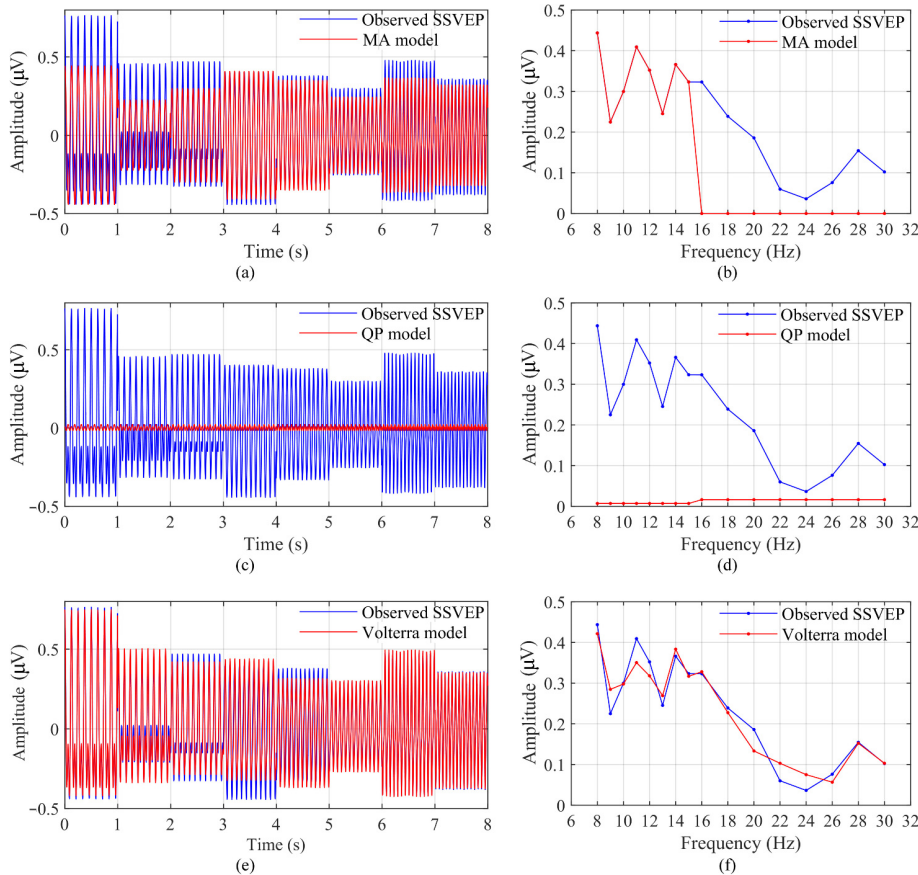 Observed SSVEP
MA model
0.5
0
−0.5
Amplitude (μV)
0 1 2 3 4 5 6 7 8
Time (s)
(a)
Observed SSVEP
MA model
0.5
0.4
0.3
0.2
0.1
0
Amplitude (μV)
6 8 10 12 14 16 18 20 22 24 26 28 30 32
Frequency (Hz)
(b)
Observed SSVEP
QP model
0.5
0
−0.5
Amplitude (μV)
0 1 2 3 4 5 6 7 8
Time (s)
(c)
Observed SSVEP
QP model
0.5
0.4
0.3
0.2
0.1
0
Amplitude (μV)
6 8 10 12 14 16 18 20 22 24 26 28 30 32
Frequency (Hz)
(d)
Observed SSVEP
Volterra model
0.5
0
−0.5
Amplitude (μV)
0 1 2 3 4 5 6 7 8
Time (s)
(e)
Observed SSVEP
Volterra model
0.5
0.4
0.3
0.2
0.1
0
Amplitude (μV)
6 8 10 12 14 16 18 20 22 24 26 28 30 32
Frequency (Hz)
(f)